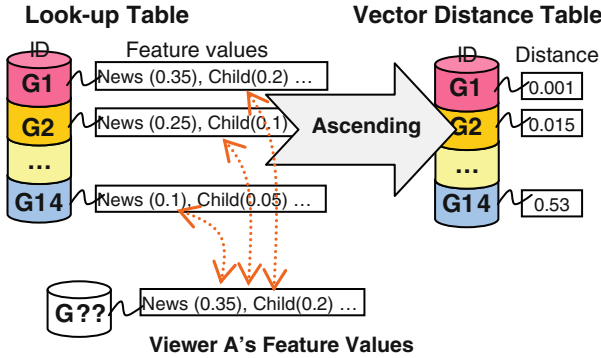 Look-up Table
Vector Distance Table
ID
Feature values
ID
Distance
G1
News (0.35), Child(0.2) ...
G1
0.001
G2
News (0.25), Child(0.1)
Ascending
G2
0.015
...
...
G14
News (0.1), Child(0.05) ...
G14
0.53
G??
News (0.35), Child(0.2) ...
Viewer A's Feature Values